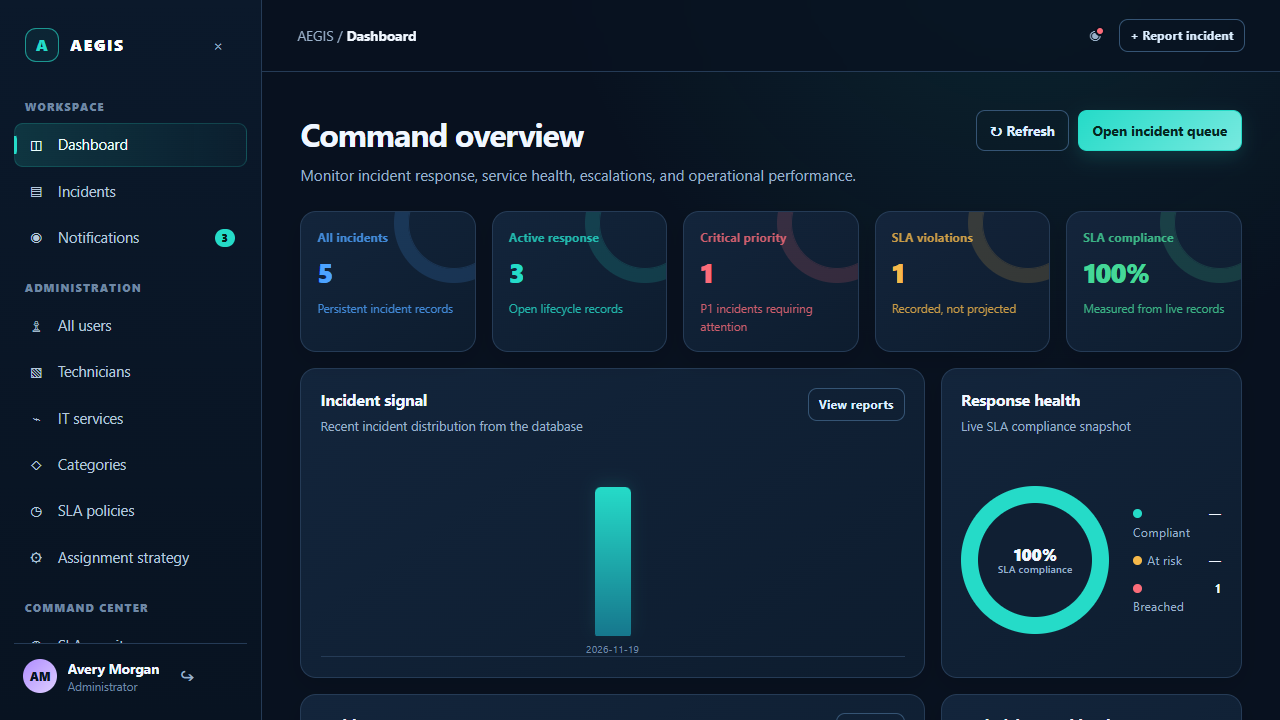 A AEGIS ×
WORKSPACE
Dashboard
Incidents
Notifications 3
ADMINISTRATION
All users
Technicians
IT services
Categories
SLA policies
Assignment strategy
COMMAND CENTER
AM Avery Morgan
Administrator
AEGIS / Dashboard
+ Report incident
Command overview
↻ Refresh
Open incident queue
Monitor incident response, service health, escalations, and operational performance.
All incidents
5
Persistent incident records
Active response
3
Open lifecycle records
Critical priority
1
P1 incidents requiring
attention
SLA violations
1
Recorded, not projected
SLA compliance
100%
Measured from live records
Incident signal
View reports
Recent incident distribution from the database
2026-11-19
Response health
Live SLA compliance snapshot
100%
SLA compliance
—
Compliant
At risk —
1
Breached